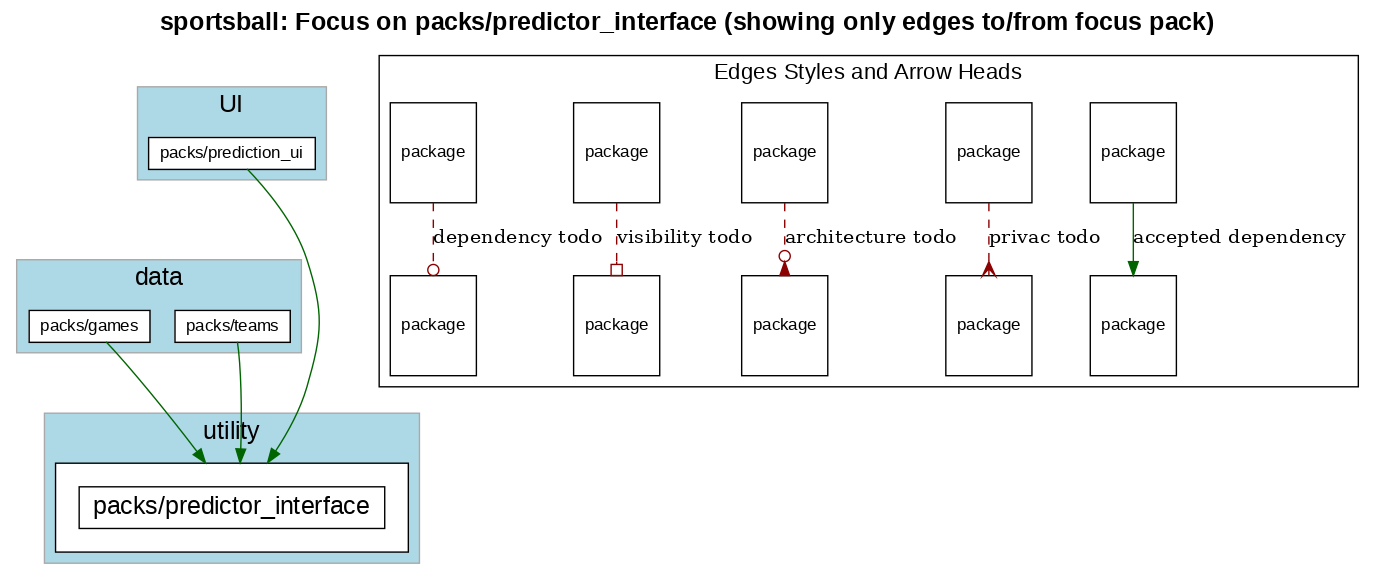 sportsball: Focus on packs/predictor_interface (showing only edges to/from focus pack)
UI
packs/prediction_ui
data
packs/games
packs/teams
utility
packs/predictor_interface
Edges Styles and Arrow Heads
package
package
package
package
package
dependency todo
visibility todo
architecture todo
privac todo
accepted dependency
package
package
package
package
package